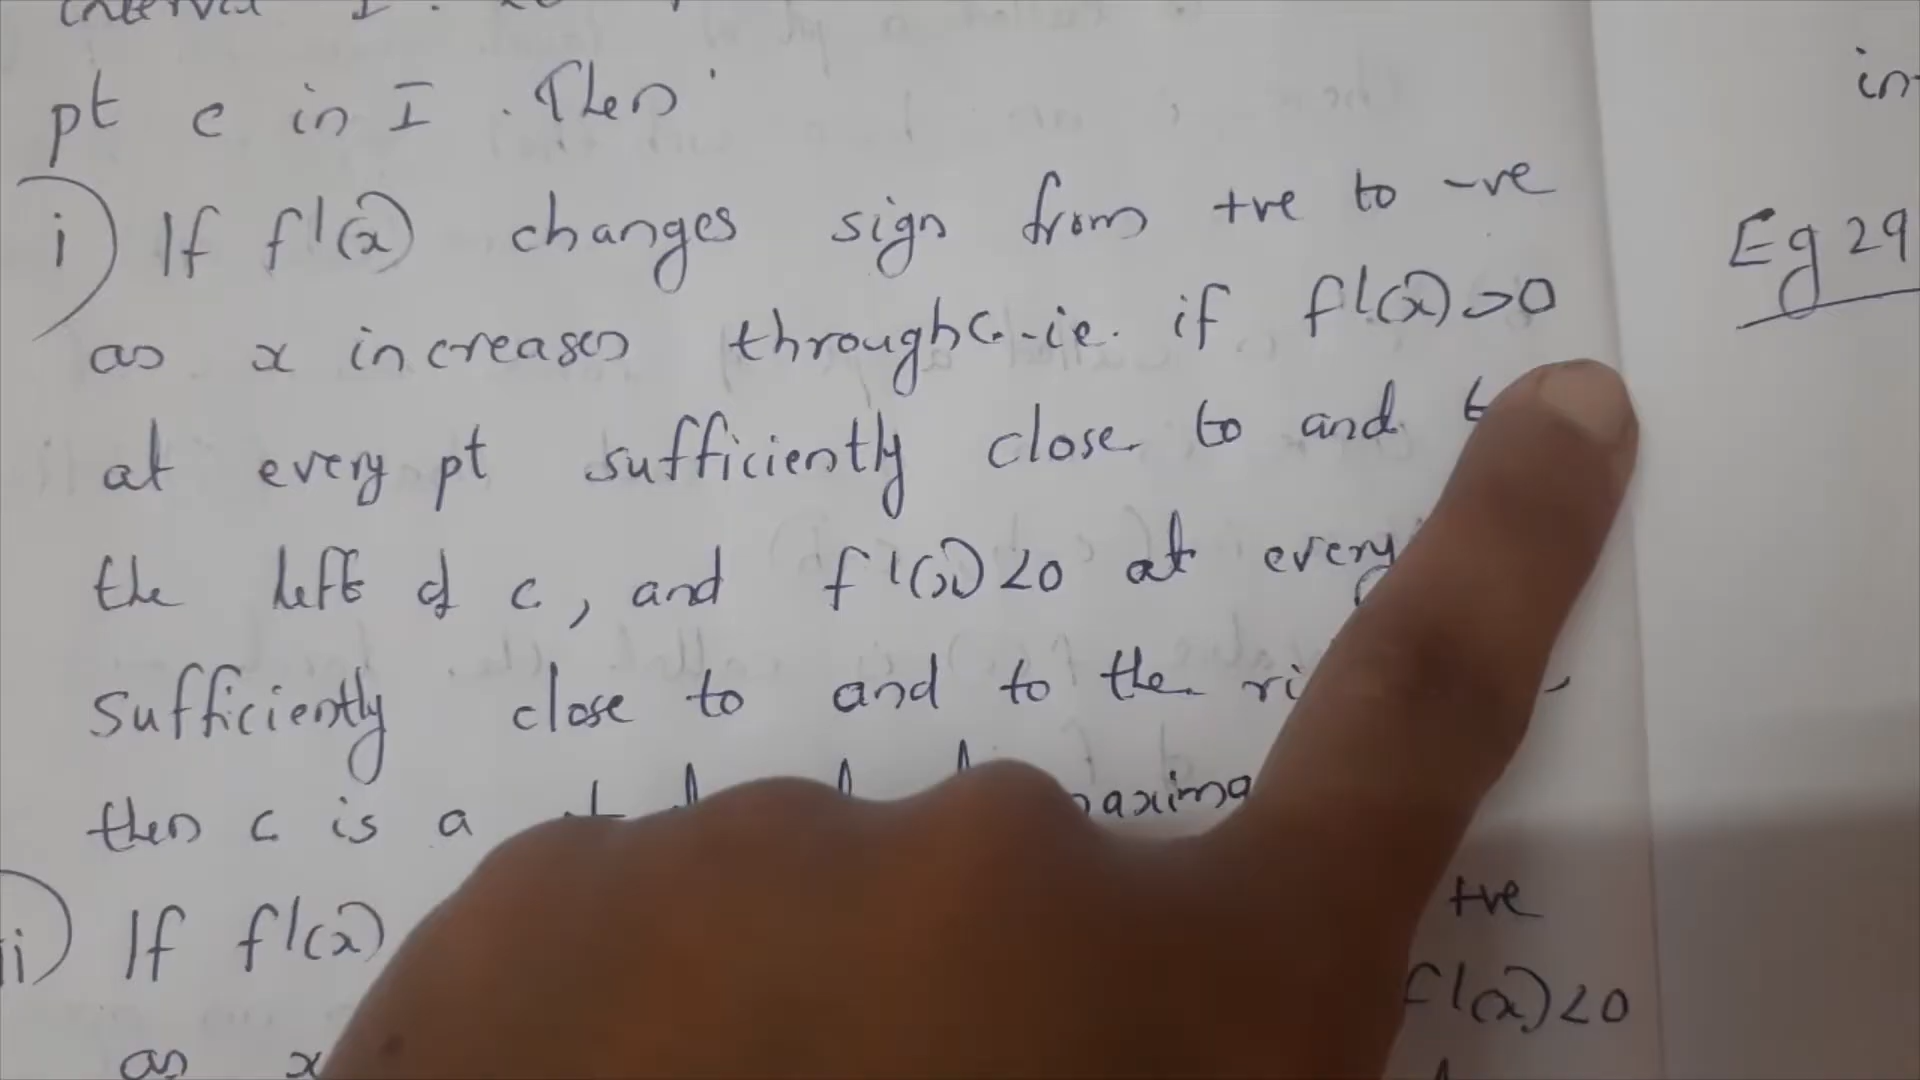 interval I.
pt c in I. Then
i) If f'(x) changes sign from +ve to -ve
as x increases through c. ie. if f'(x) >0
at every pt sufficiently close to and
the left of c, and f'(x) <0 at every
sufficiently close to and to the
then c is a
ii) If f'(x) +ve
as x f'(x) <0
Eg 29